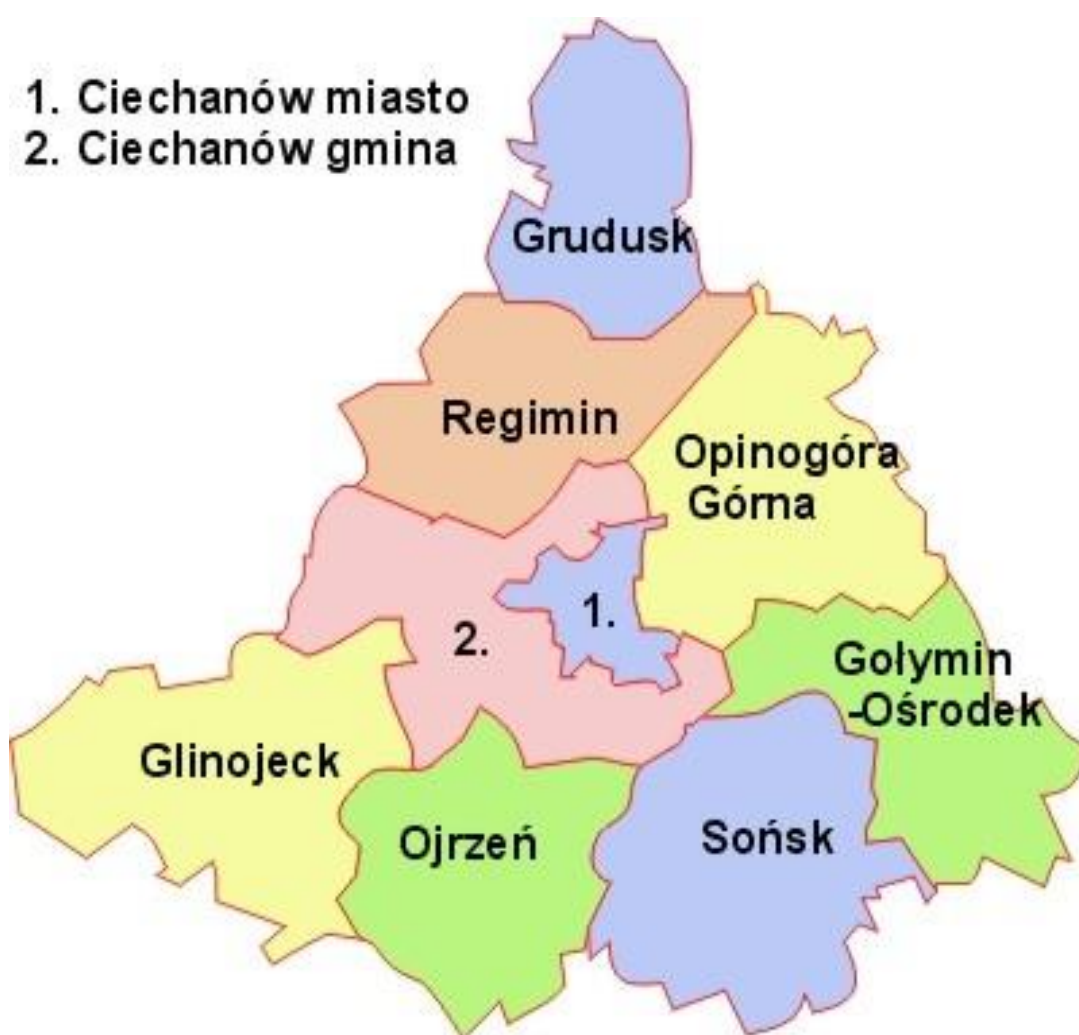 1. Ciechanów miasto
2. Ciechanów gmina
Grudusk
Regimin
Opinogóra
Górna
1.
2.
Gołymin
-Ośrodek
Glinojeck
Ojrzeń
Sońsk